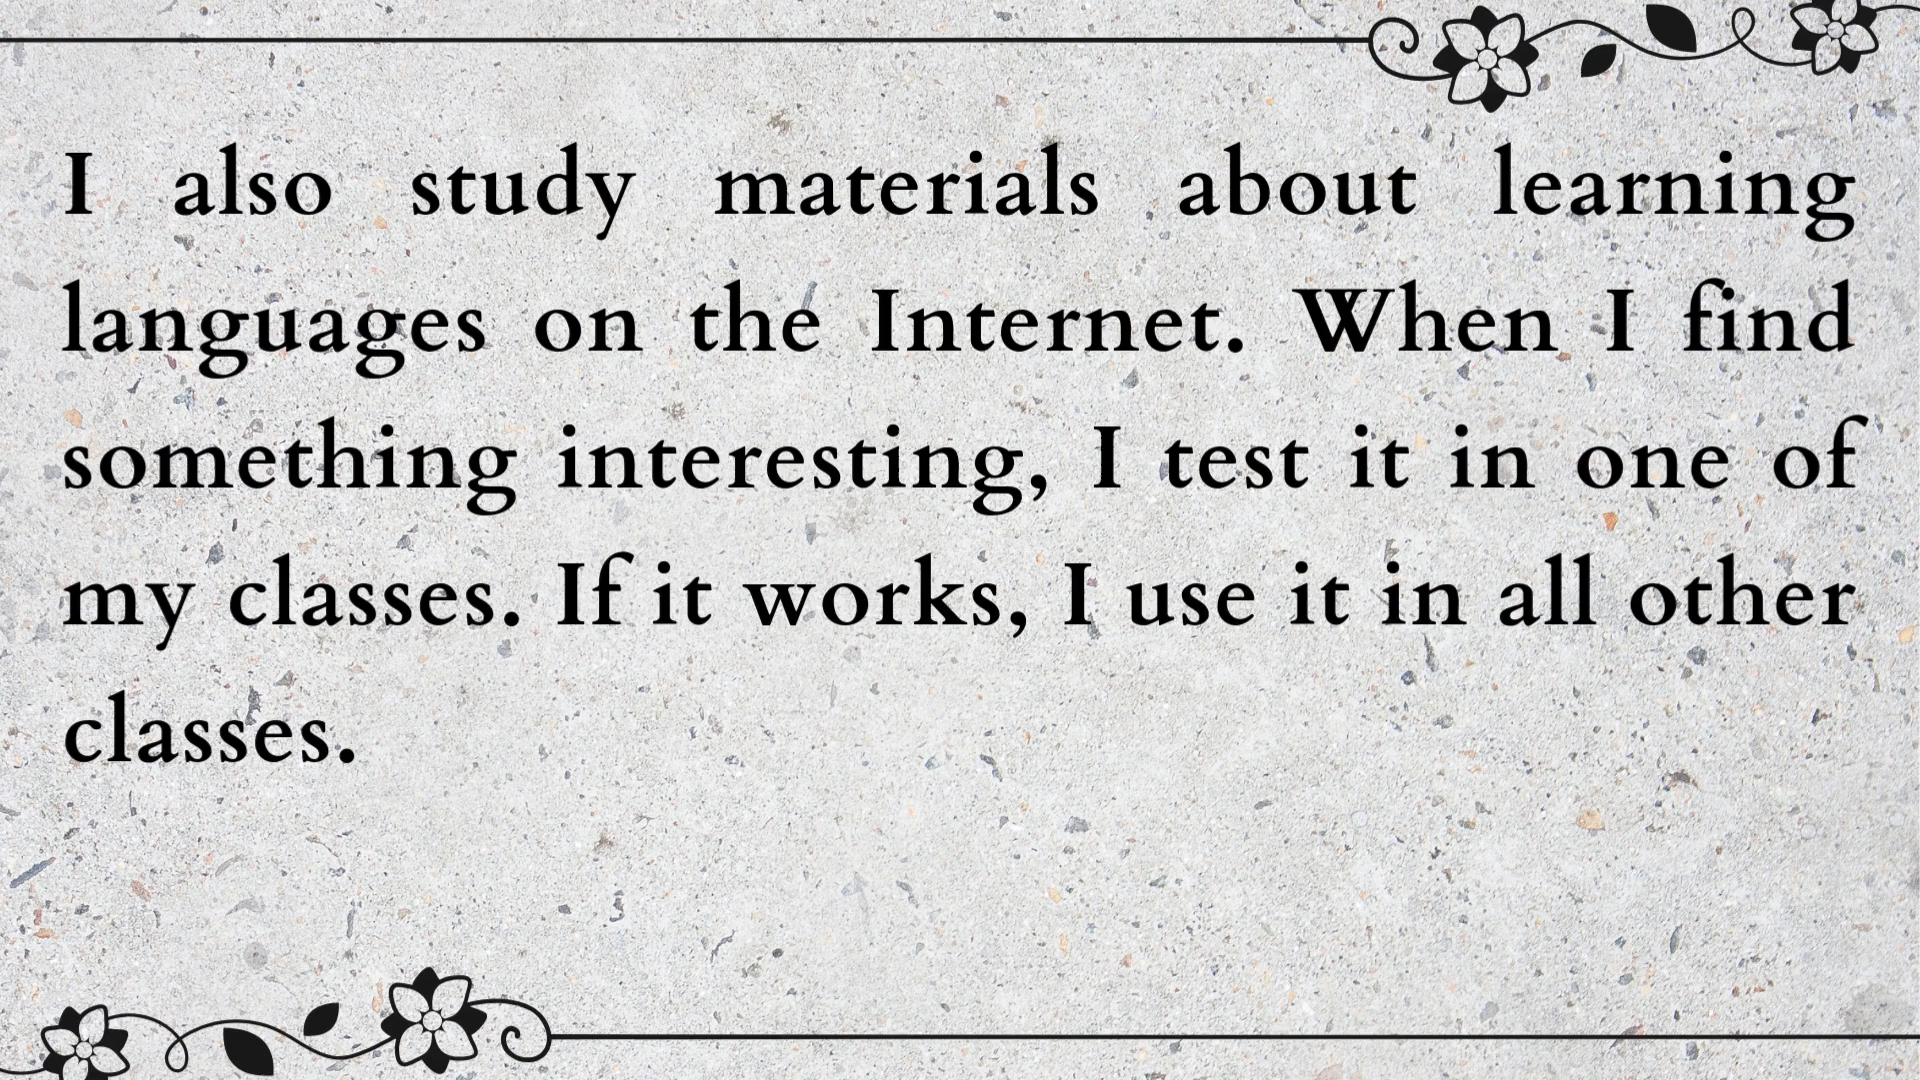 I also study materials about learning
languages on the Internet. When I find
something interesting, I test it in one of
my classes. If it works, I use it in all other
classes.